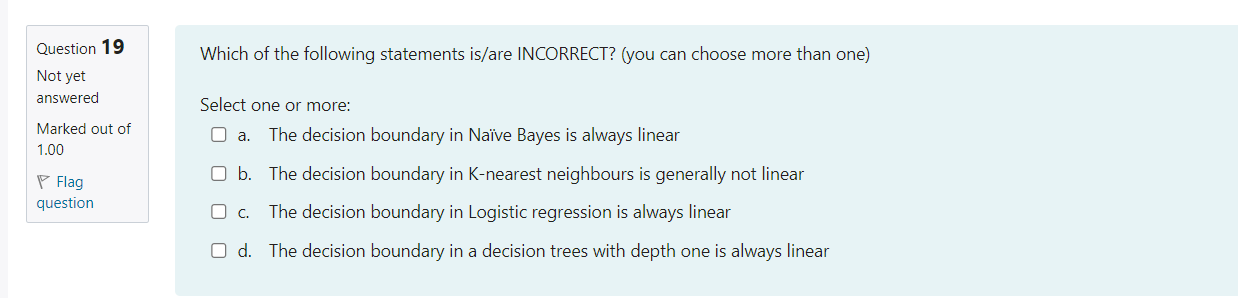 Question 19
Not yet
answered
Marked out of
1.00
Flag
question
Which of the following statements is/are INCORRECT? (you can choose more than one)
Select one or more:
a. The decision boundary in Naïve Bayes is always linear
b. The decision boundary in K-nearest neighbours is generally not linear
c. The decision boundary in Logistic regression is always linear
d. The decision boundary in a decision trees with depth one is always linear